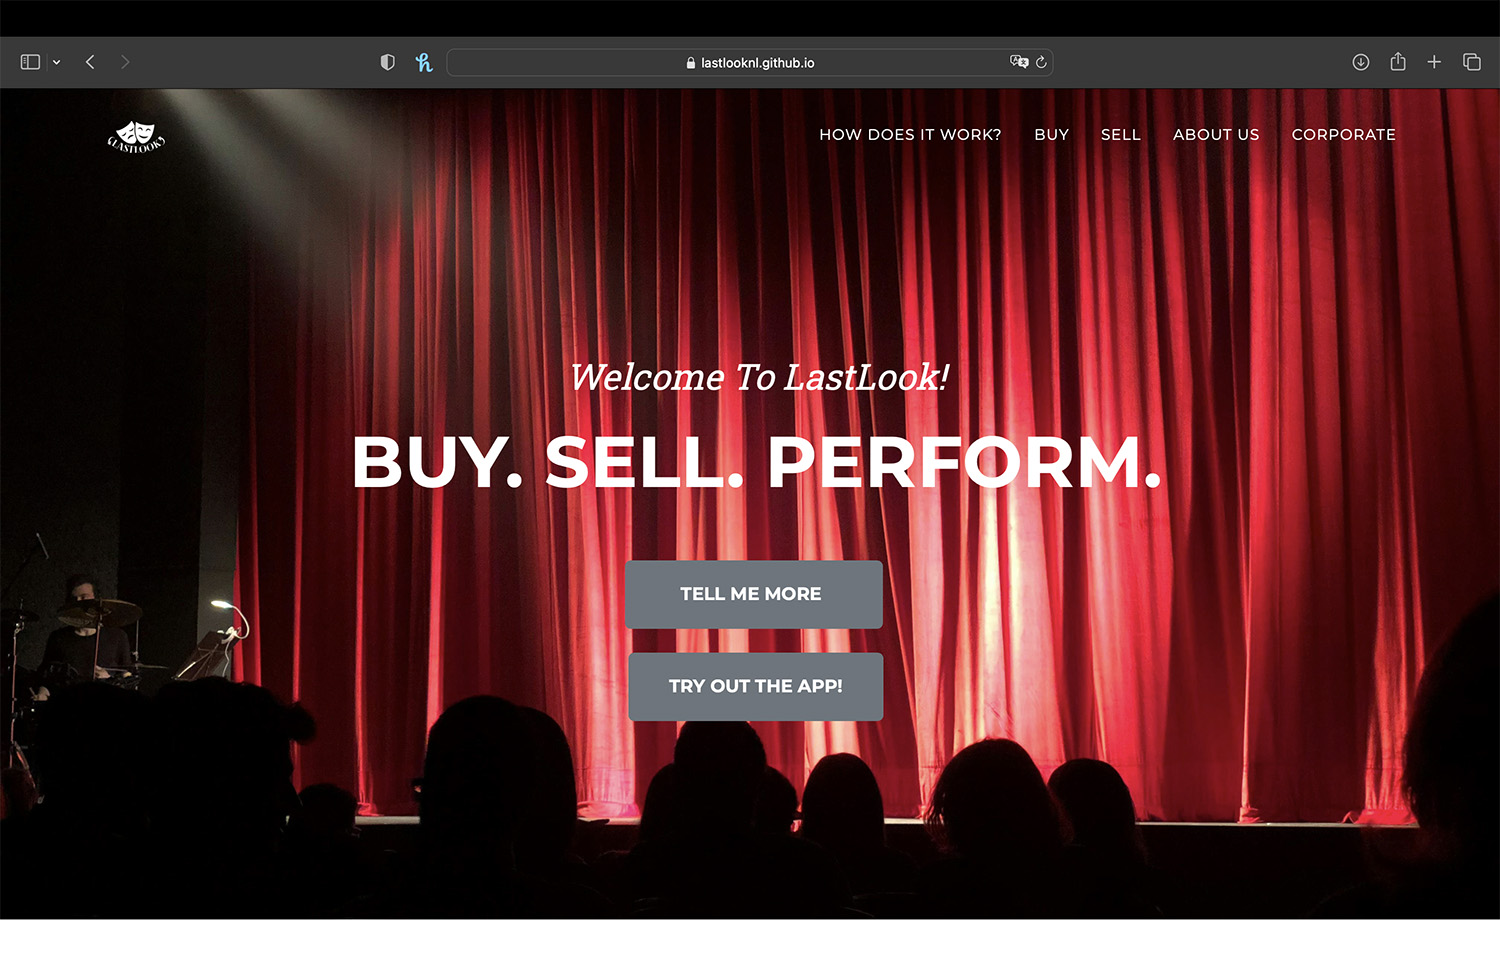 lastlooknl.github.io
LASTLOOK
HOW DOES IT WORK? BUY SELL ABOUT US CORPORATE
Welcome To LastLook!
BUY. SELL. PERFORM.
TELL ME MORE
TRY OUT THE APP!